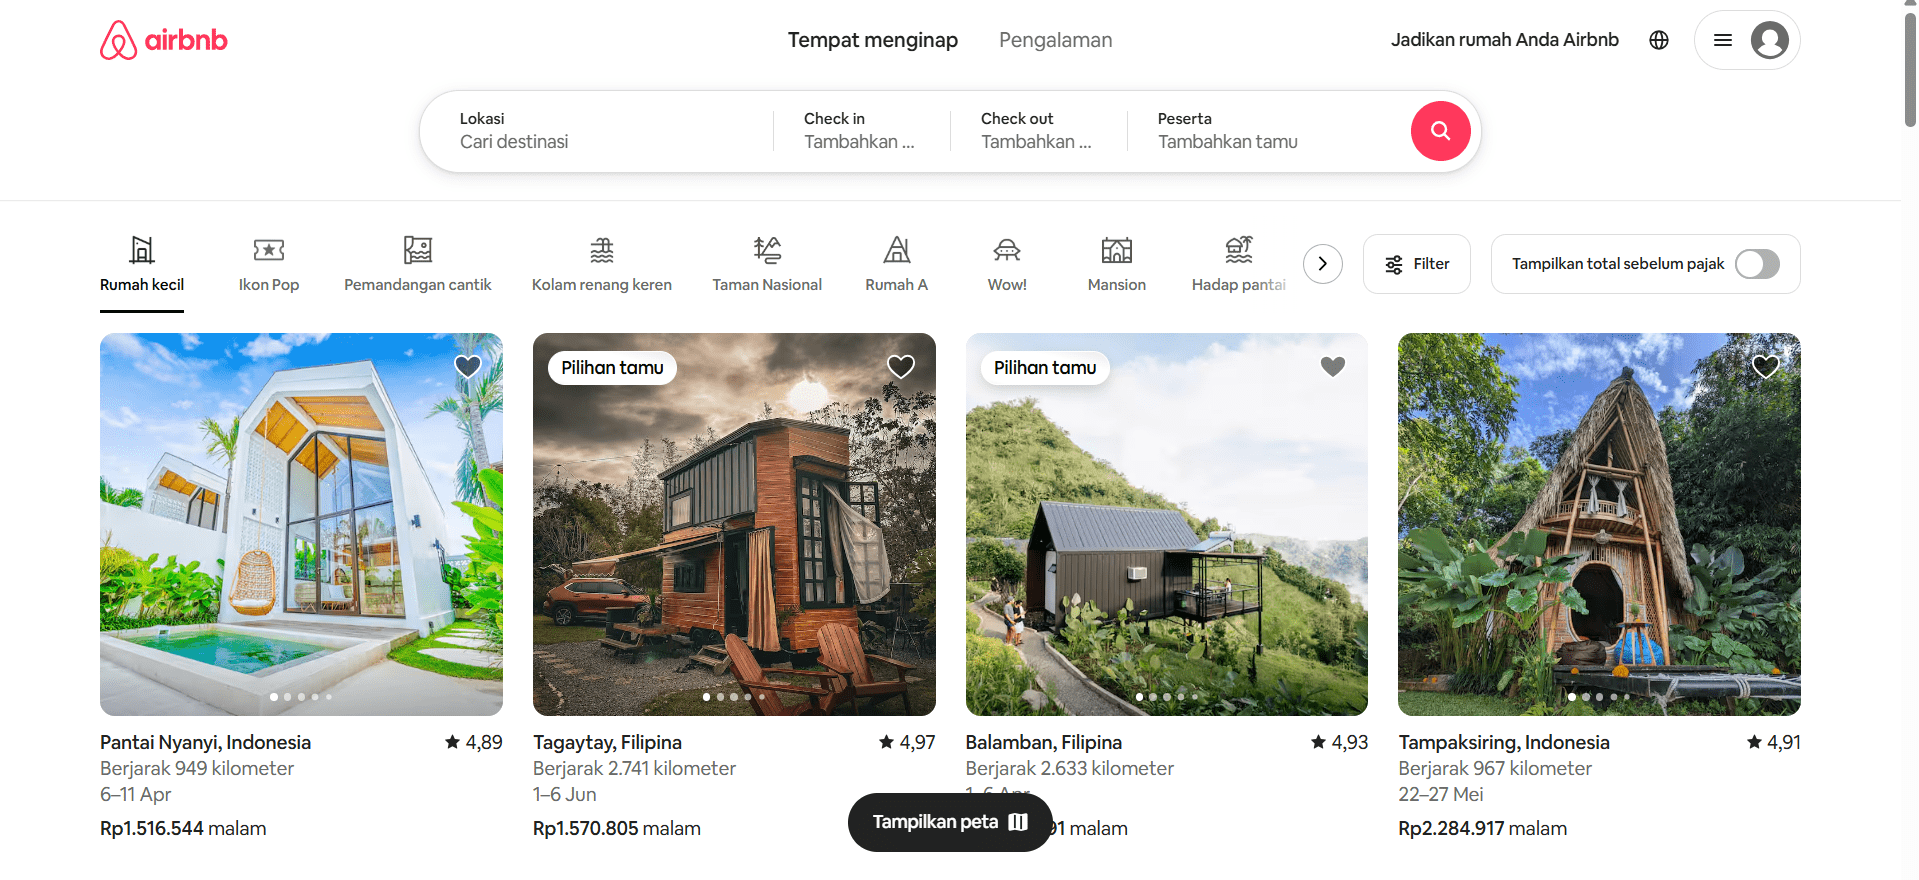 airbnb
Tempat menginap
Pengalaman
Jadikan rumah Anda Airbnb
Lokasi
Cari destinasi
Check in
Tambahkan ...
Check out
Tambahkan ...
Peserta
Tambahkan tamu
Rumah kecil
Ikon Pop
Pemandangan cantik
Kolam renang keren
Taman Nasional
Rumah A
Wow!
Mansion
Hadap pantai
Filter
Tampilkan total sebelum pajak
Pilihan tamu
Pilihan tamu
Pantai Nyanyi, Indonesia
4,89
Berjarak 949 kilometer
6–11 Apr
Rp1.516.544 malam
Tagaytay, Filipina
4,97
Berjarak 2.741 kilometer
1–6 Jun
Rp1.570.805 malam
Balamban, Filipina
4,93
Berjarak 2.633 kilometer
1–6 Apr
malam
Tampaksiring, Indonesia
4,91
Berjarak 967 kilometer
22–27 Mei
Rp2.284.917 malam
Tampilkan peta